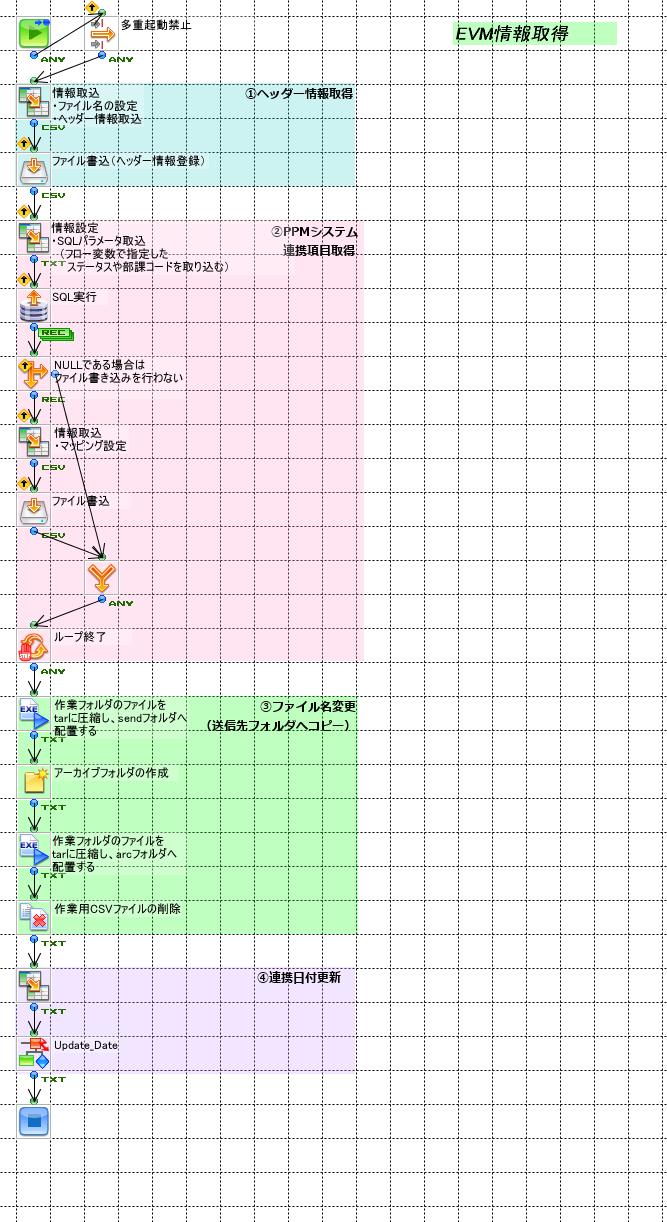 多重起動禁止
EVM情報取得
ANY
ANY
情報取込
・ファイル名の設定
・ヘッダー情報取込
①ヘッダー情報取得
CSV
ファイル書込（ヘッダー情報登録）
CSV
情報設定
・SQLパラメータ取込
（フロー変数で指定した
ステータスや部課コードを取り込む）
②PPMシステム
連携項目取得
TXT
SQL実行
REC
NULLである場合は
ファイル書き込みを行わない
REC
情報取込
・マッピング設定
CSV
ファイル書込
CSV
ANY
ループ終了
ANY
作業フォルダのファイルを
tarに圧縮し、sendフォルダへ
配置する
③ファイル名変更
（送信先フォルダへコピー）
EXE
TXT
アーカイブフォルダの作成
TXT
作業フォルダのファイルを
tarに圧縮し、arcフォルダへ
配置する
EXE
TXT
作業用CSVファイルの削除
TXT
④連携日付更新
TXT
Update_Date
TXT